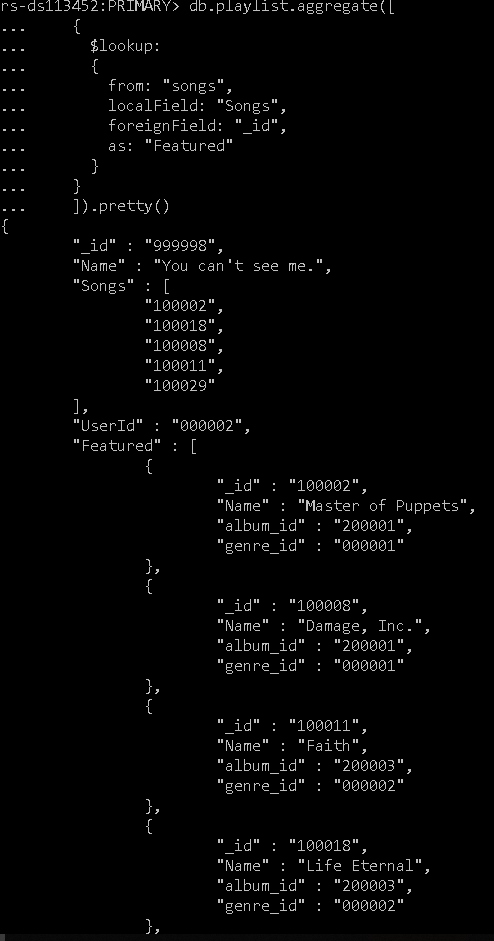 rs-ds113452:PRIMARY> db.playlist.aggregate([
... {
... $lookup:
... {
... from: "songs",
... localField: "Songs",
... foreignField: "_id",
... as: "Featured"
... }
... }
... ]).pretty()
{
"_id" : "999998",
"Name" : "You can't see me.",
"Songs" : [
"100002",
"100018",
"100008",
"100011",
"100029"
],
"UserId" : "000002",
"Featured" : [
{
"_id" : "100002",
"Name" : "Master of Puppets",
"album_id" : "200001",
"genre_id" : "000001"
},
{
"_id" : "100008",
"Name" : "Damage, Inc.",
"album_id" : "200001",
"genre_id" : "000001"
},
{
"_id" : "100011",
"Name" : "Faith",
"album_id" : "200003",
"genre_id" : "000002"
},
{
"_id" : "100018",
"Name" : "Life Eternal",
"album_id" : "200003",
"genre_id" : "000002"
},